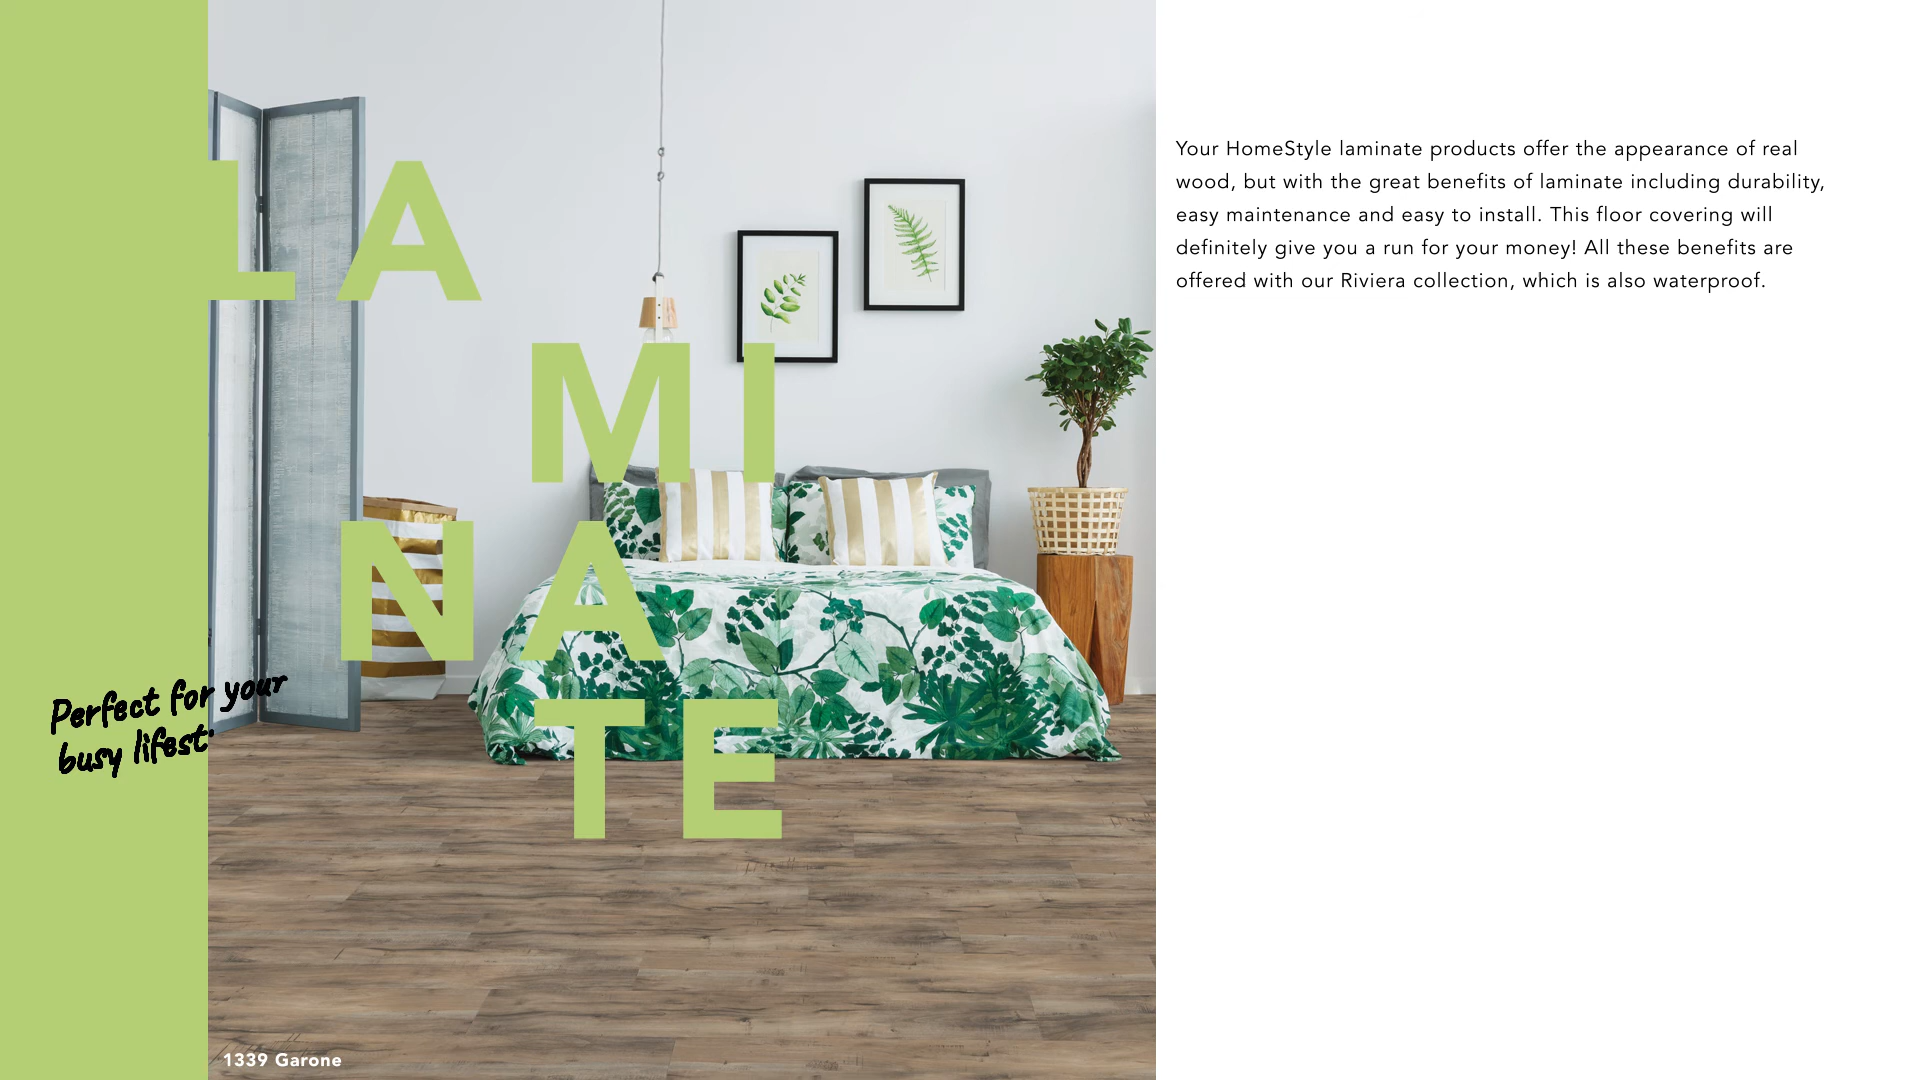 LA
MI
NA
TE
Perfect for your
busy
1339 Garone
Your HomeStyle laminate products offer the appearance of real
wood, but with the great benefits of laminate including durability,
easy maintenance and easy to install. This floor covering will
definitely give you a run for your money! All these benefits are
offered with our Riviera collection, which is also waterproof.